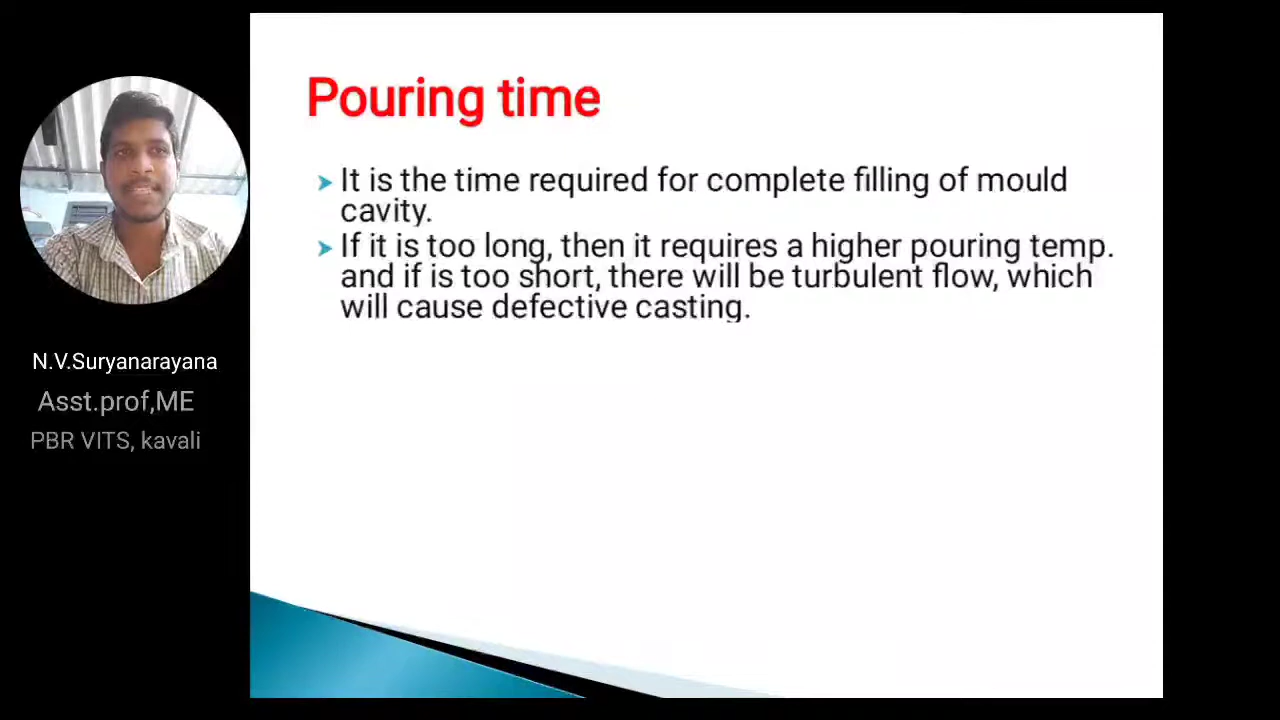 Pouring time
It is the time required for complete filling of mould
cavity.
If it is too long, then it requires a higher pouring temp.
and if is too short, there will be turbulent flow, which
will cause defective casting.
N.V.Suryanarayana
Asst.prof,ME
PBR VITS, kavali